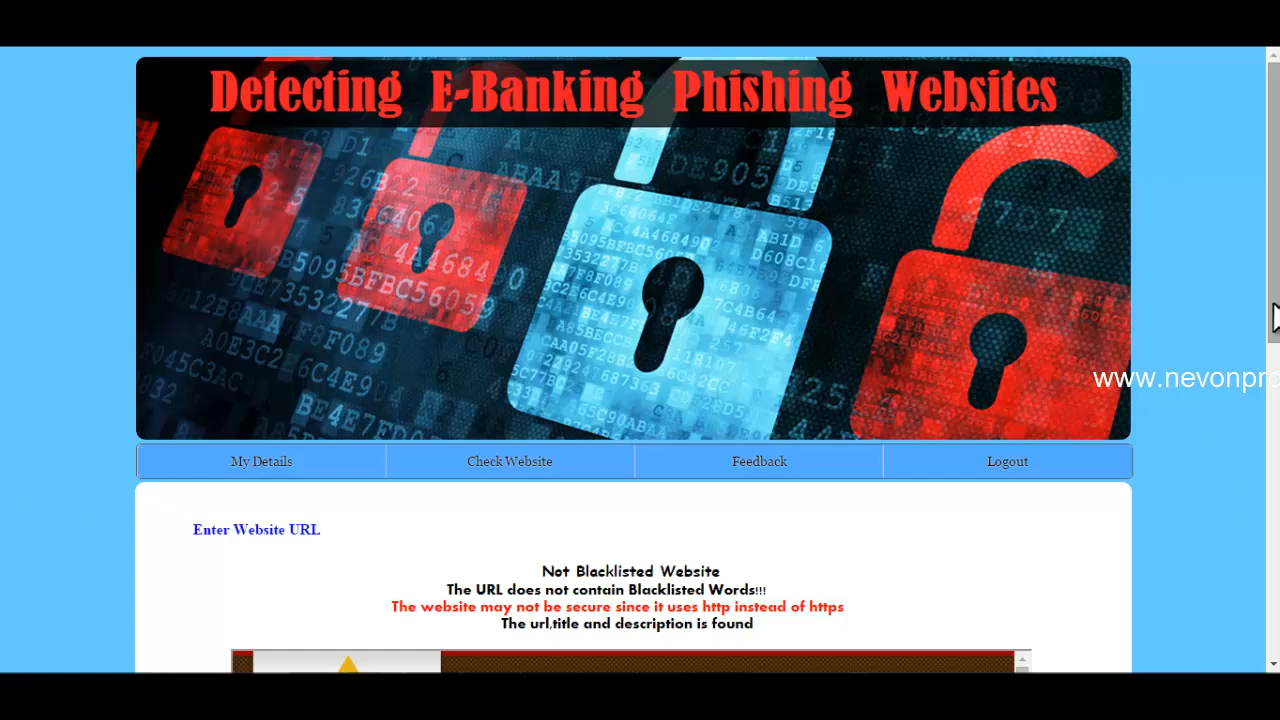 Detecting E-Banking Phishing Websites
www.nevonpro
My Details
Check Website
Feedback
Logout
Enter Website URL
Not Blacklisted Website
The URL does not contain Blacklisted Words!!!
The website may not be secure since it uses http instead of https
The url,title and description is found